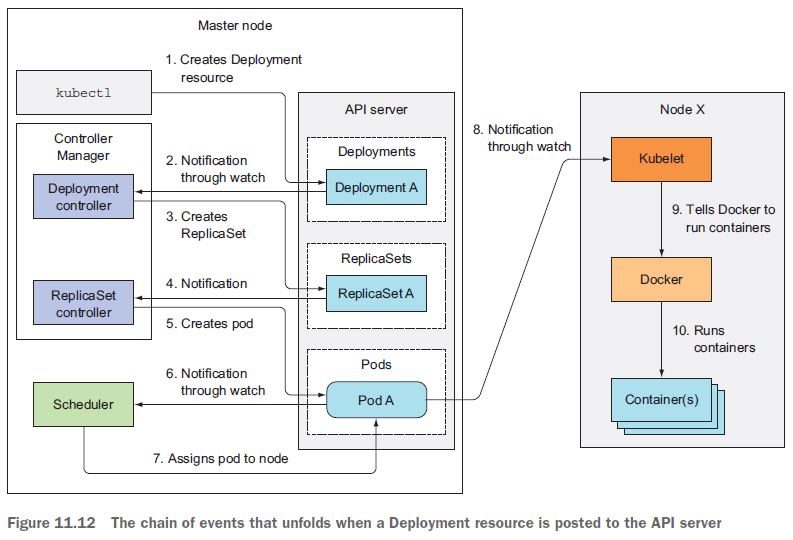 Master node
1. Creates Deployment
resource
kubectl
API server
Controller
Manager
Deployments
2. Notification
through watch
Deployment
controller
Deployment A
3. Creates
ReplicaSet
ReplicaSets
4. Notification
ReplicaSet
controller
ReplicaSet A
5. Creates pod
Pods
6. Notification
through watch
Scheduler
Pod A
7. Assigns pod to node
8. Notification
through watch
Node X
Kubelet
9. Tells Docker to
run containers
Docker
10. Runs
containers
Container(s)
Figure 11.12 The chain of events that unfolds when a Deployment resource is posted to the API server